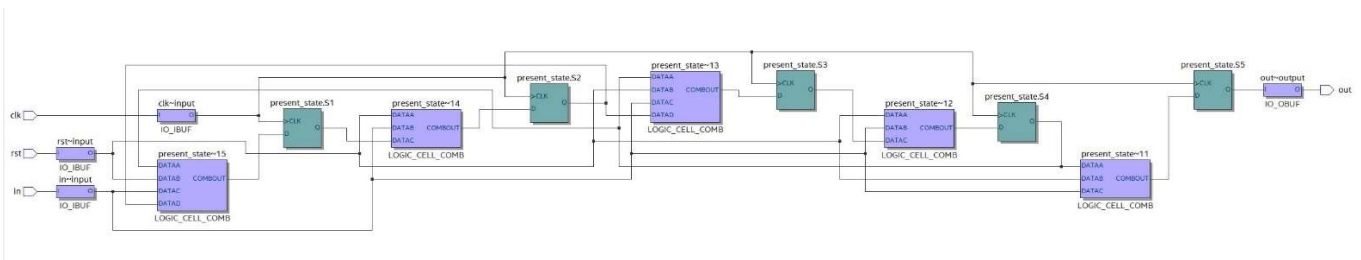 clk
rst
in
clk~input
I O
IO_IBUF
rst~input
I O
IO_IBUF
in~input
I O
IO_IBUF
present_state~15
DATAA
DATAB COMBOUT
DATAC
DATAD
LOGIC_CELL_COMB
present_state.S1
>CLK
D O
present_state~14
DATAA
DATAB COMBOUT
DATAC
LOGIC_CELL_COMB
present_state.S2
>CLK
D O
present_state~13
DATAA
DATAB COMBOUT
DATAC
DATAD
LOGIC_CELL_COMB
present_state.S3
>CLK
D O
present_state~12
DATAA
DATAB COMBOUT
DATAC
LOGIC_CELL_COMB
present_state.S4
>CLK
D O
present_state~11
DATAA
DATAB COMBOUT
DATAC
LOGIC_CELL_COMB
present_state.S5
>CLK
D O
out~output
I O
IO_OBUF
out